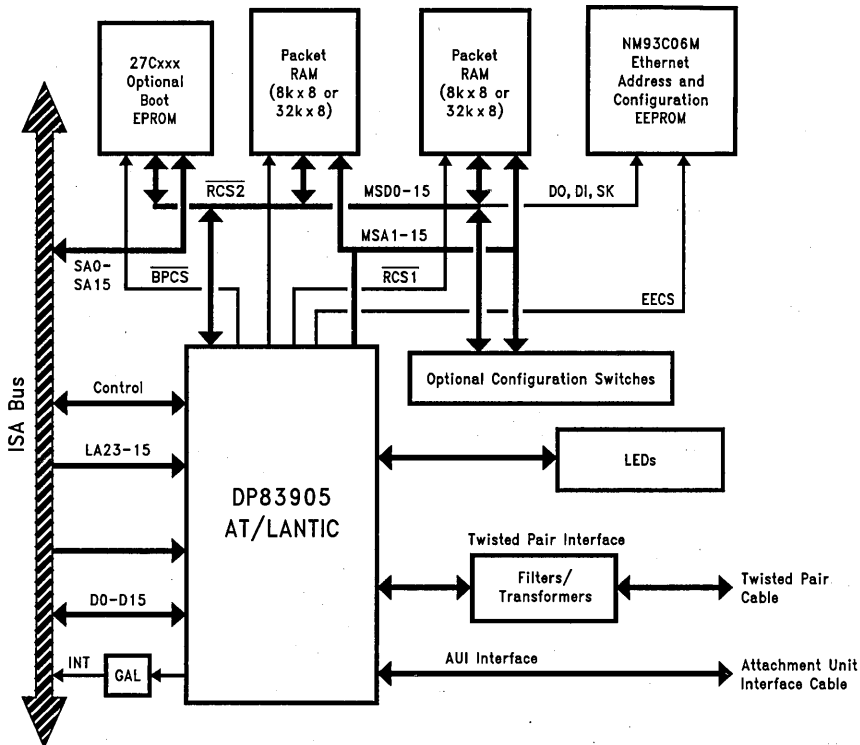 27Cxxx
Optional
Boot
EPROM
Packet
RAM
(8k x 8 or
32k x 8)
Packet
RAM
(8k x 8 or
32k x 8)
NM93C06M
Ethernet
Address and
Configuration
EEPROM
RCS2
MSD0-15
DO, DI, SK
MSA1-15
SA0-
SA15
BPCS
RCS1
EECS
Optional Configuration Switches
ISA Bus
Control
LA23-15
LEDs
DP83905
AT/LANTIC
Twisted Pair Interface
Filters/
Transformers
Twisted Pair
Cable
D0-D15
INT
GAL
AUI Interface
Attachment Unit
Interface Cable